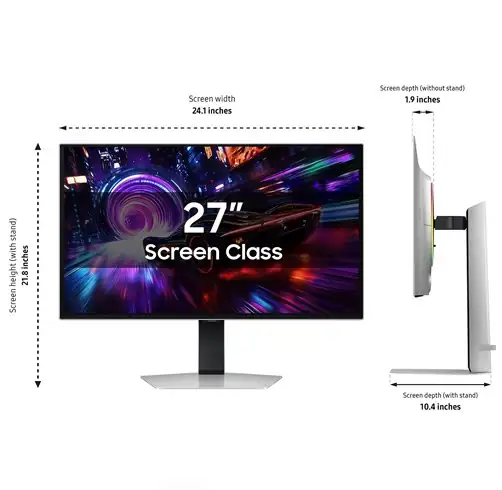 Screen depth (without stand)
1.9 inches
Screen width
24.1 inches
Screen height (with stand)
21.8 inches
27”
Screen Class
Screen depth (with stand)
10.4 inches